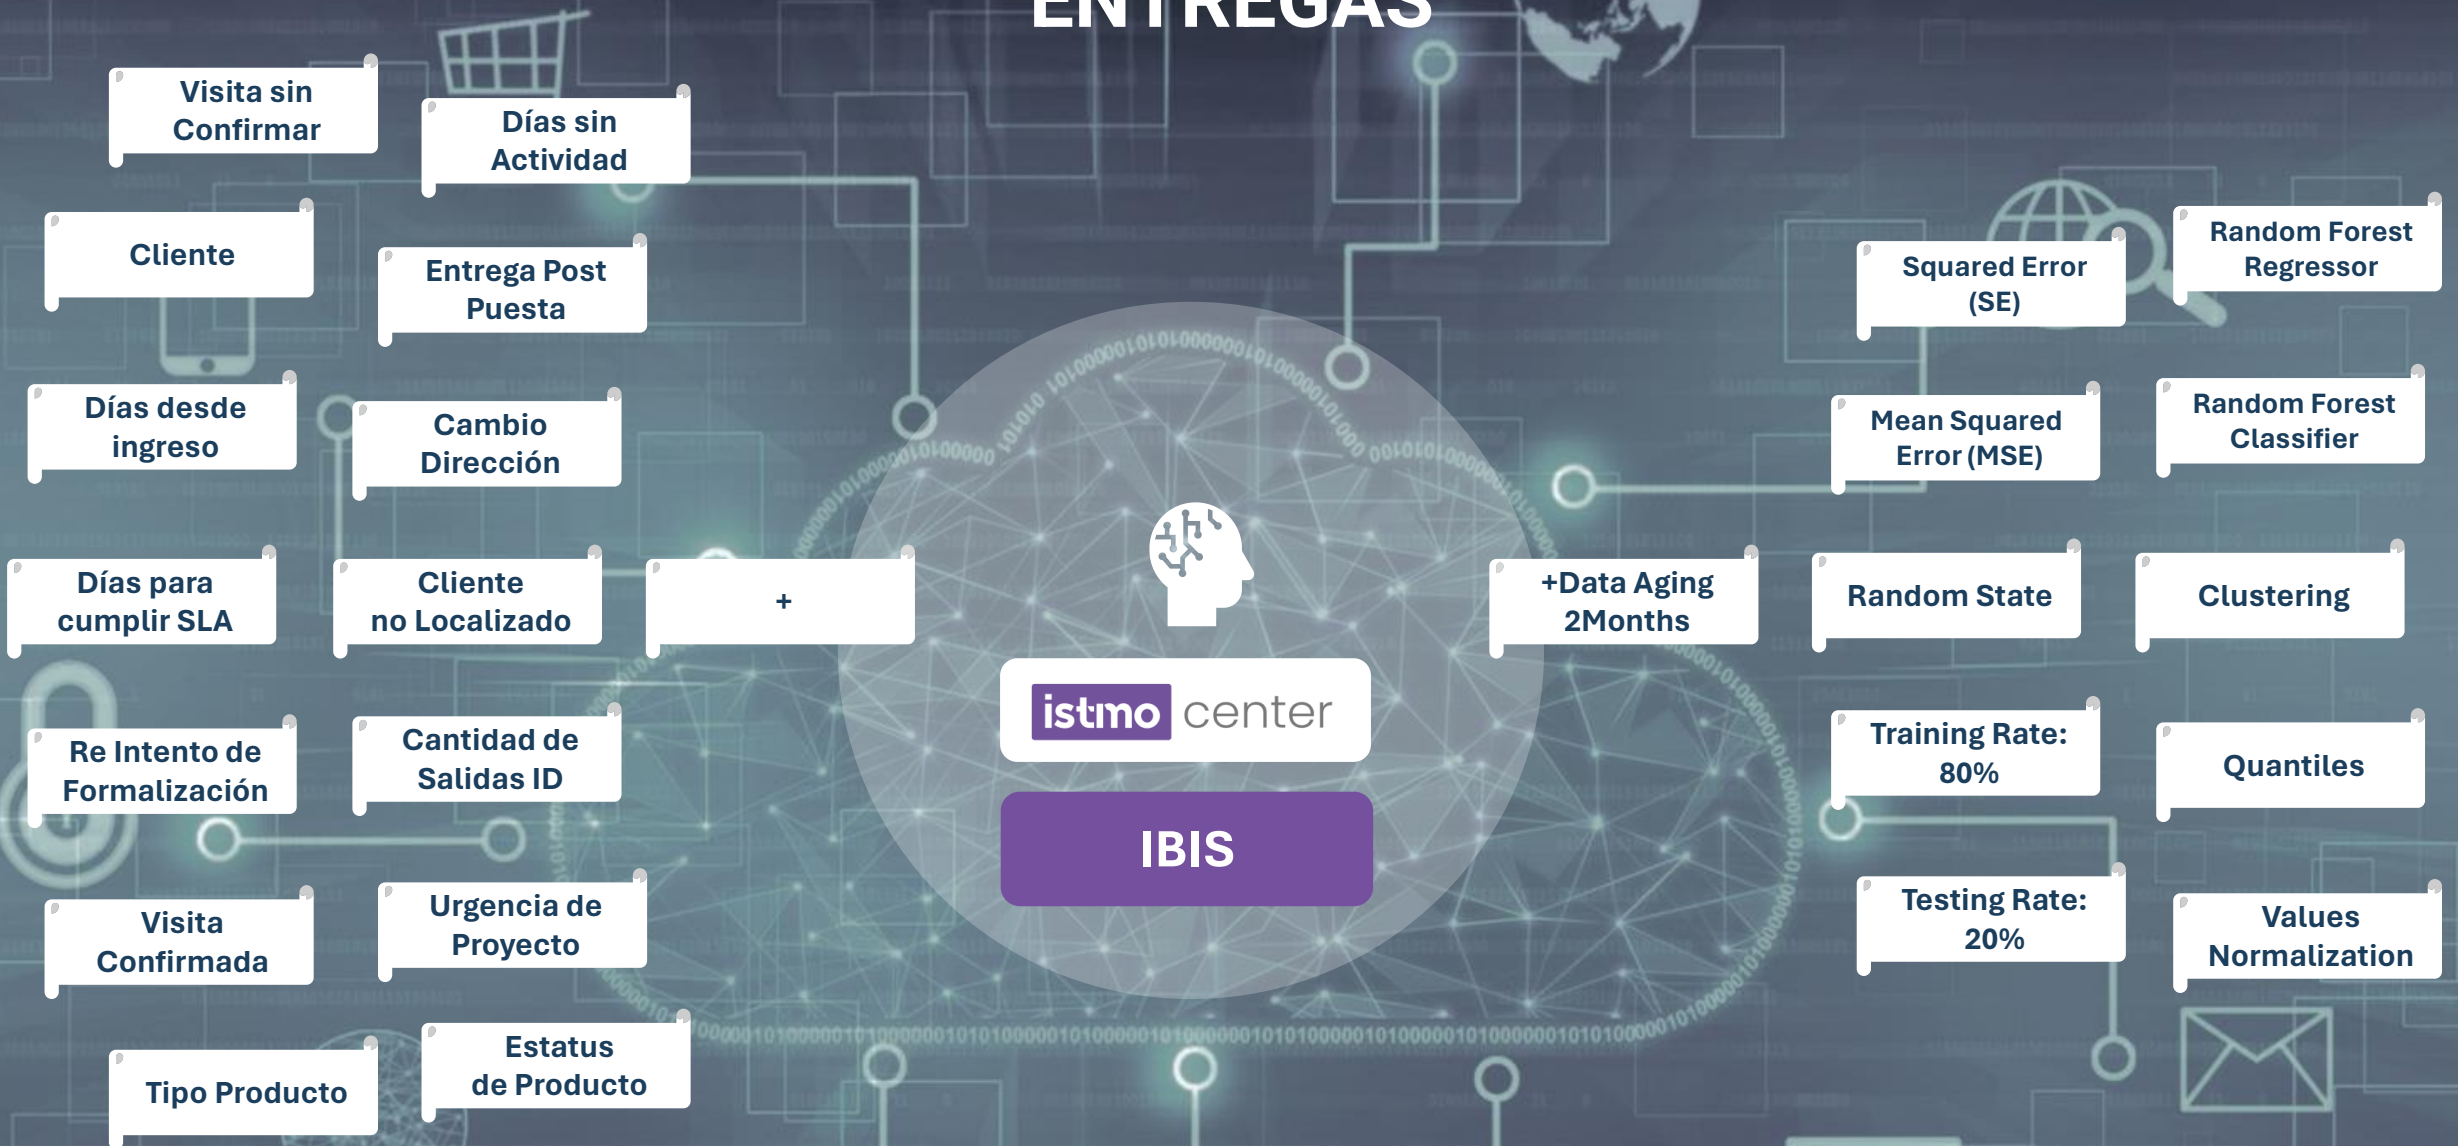 ENTREGAS
Visita sin
Confirmar
Días sin
Actividad
Cliente
Entrega Post
Puesta
Días desde
ingreso
Cambio
Dirección
Días para
cumplir SLA
Cliente
no Localizado
+
Re Intento de
Formalización
Cantidad de
Salidas ID
Visita
Confirmada
Urgencia de
Proyecto
Tipo Producto
Estatus
de Producto
istmo center
IBIS
Squared Error
(SE)
Random Forest
Regressor
Mean Squared
Error (MSE)
Random Forest
Classifier
+Data Aging
2Months
Random State
Clustering
Training Rate:
80%
Quantiles
Testing Rate:
20%
Values
Normalization